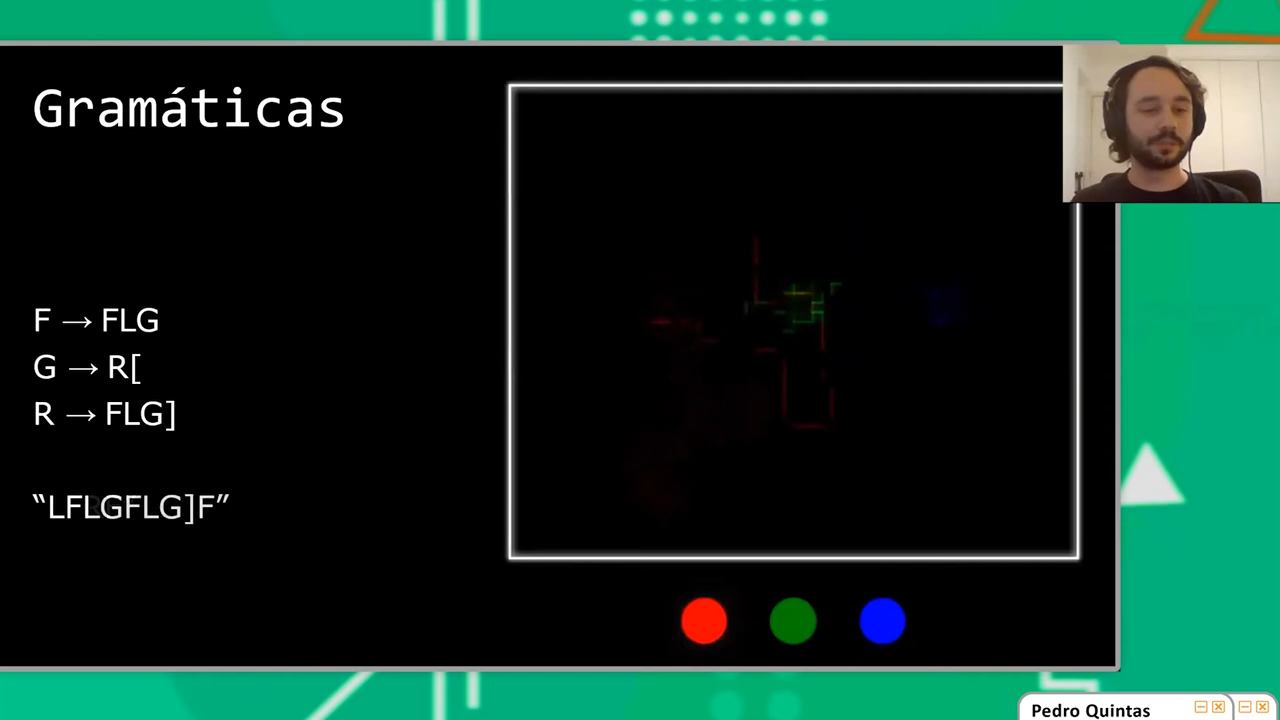 Gramáticas
F → FLG
G → R[
R → FLG]
“LFLGFLG]F”
Pedro Quintas